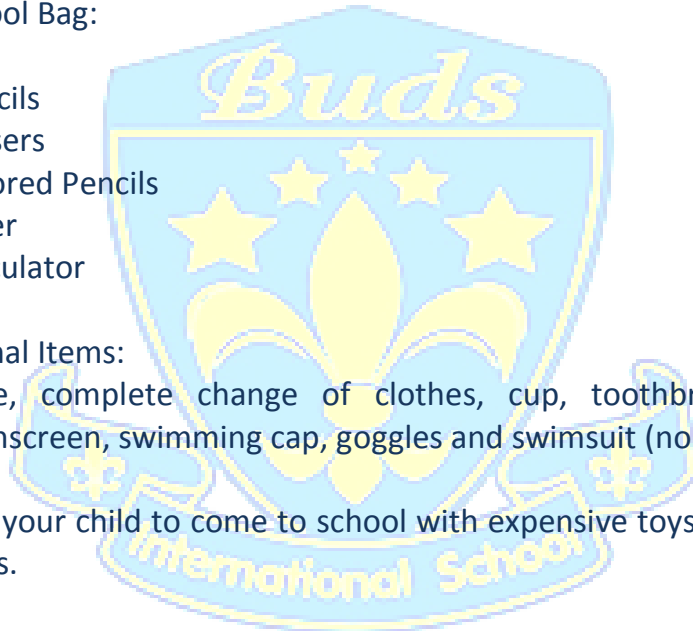 ool Bag:
Buds
cils
sers
ored Pencils
er
ulator
nal Items:
e, complete change of clothes, cup, toothbr
nscreen, swimming cap, goggles and swimsuit (no
your child to come to school with expensive toys
s.
International School